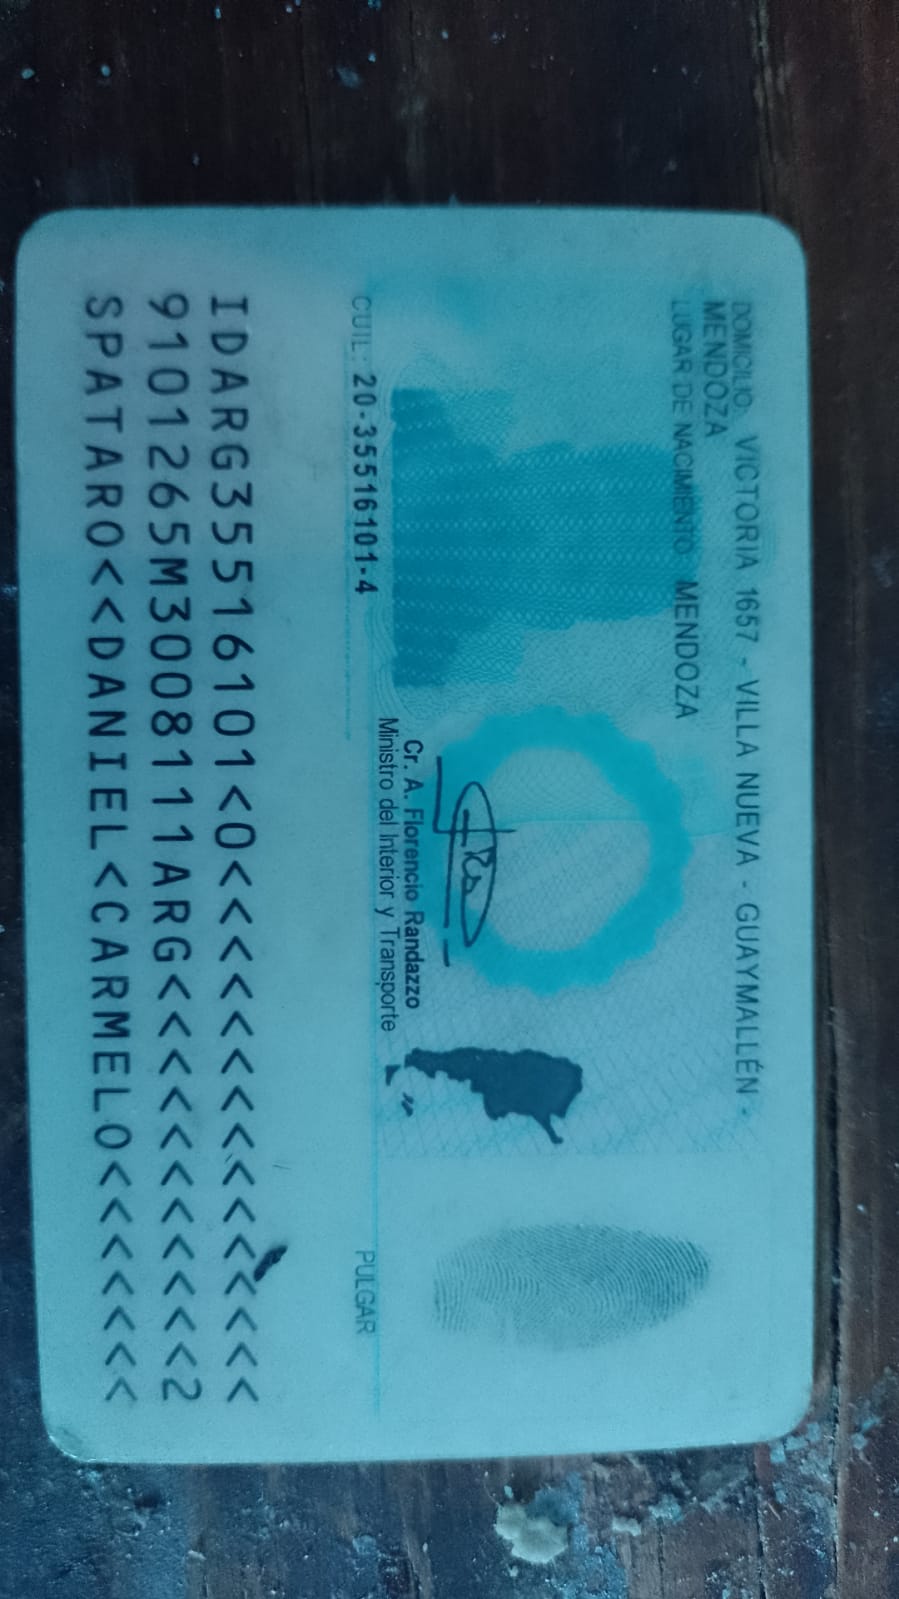 DOMICILIO: VICTORIA 1657 - VILLA NUEVA - GUAYMALLÉN -
MENDOZA
LUGAR DE NACIMIENTO MENDOZA
Cr. A. Florencio Randazzo
Ministro del Interior y Transporte
CUIL: 20-35516101-4
PULGAR
IDARG35516101<0<<<<<<<<<<<<<<<
9101265M3008111ARG<<<<<<<<<<<2
SPATARO<<DANIEL<CARMELO<<<<<<<